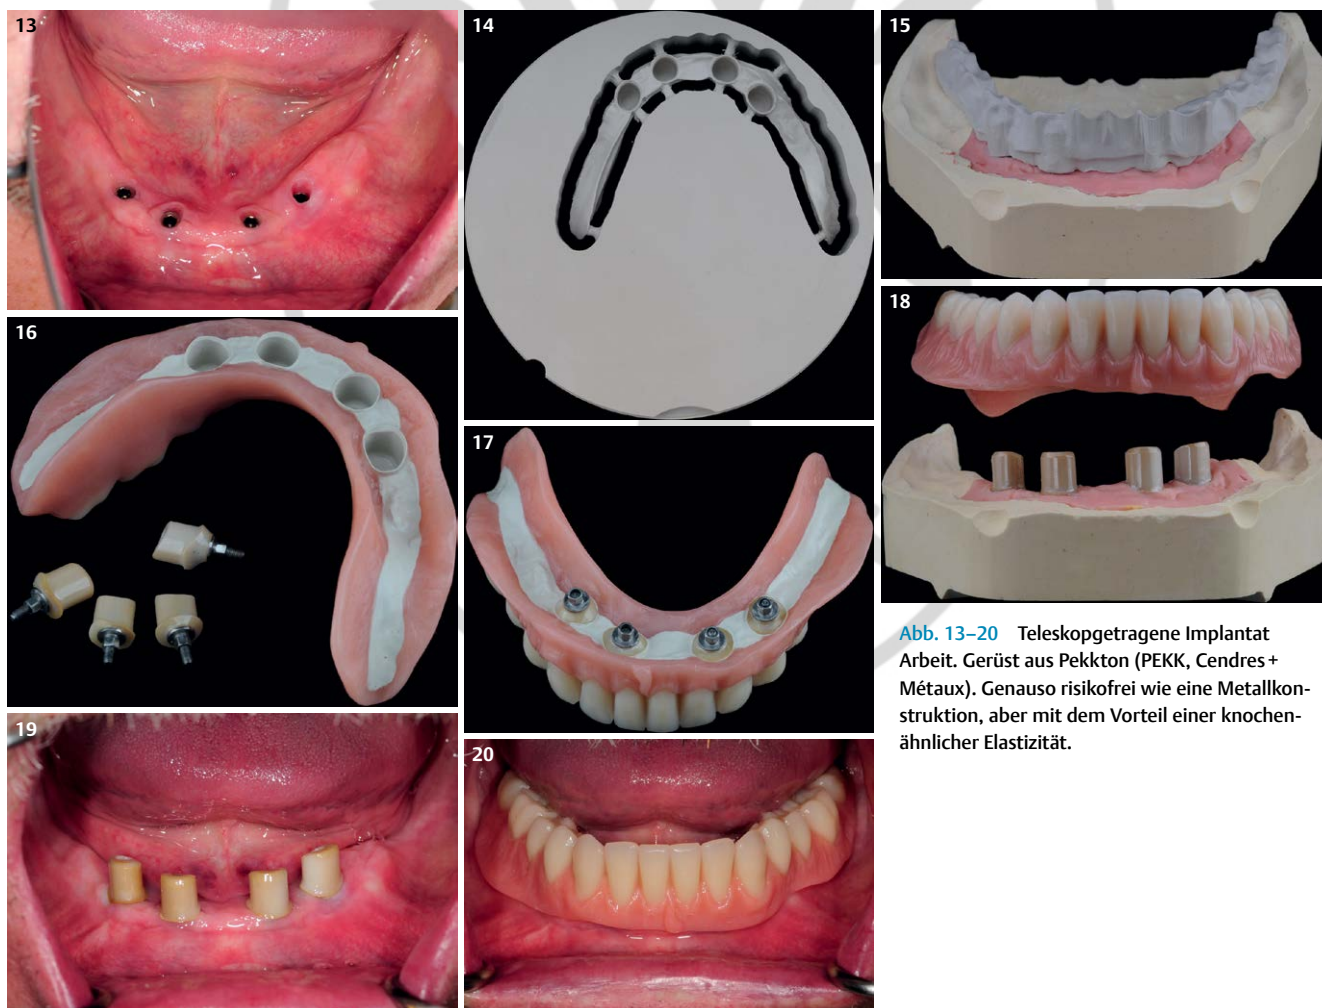 13
14
15
16
17
18
19
20
Abb. 13–20 Teleskopgetragene Implantat
Arbeit. Gerüst aus Pekkton (PEKK, Cendres+
Métaux). Genauso risikofrei wie eine Metallkon-
struktion, aber mit dem Vorteil einer knochen-
ähnlicher Elastizität.